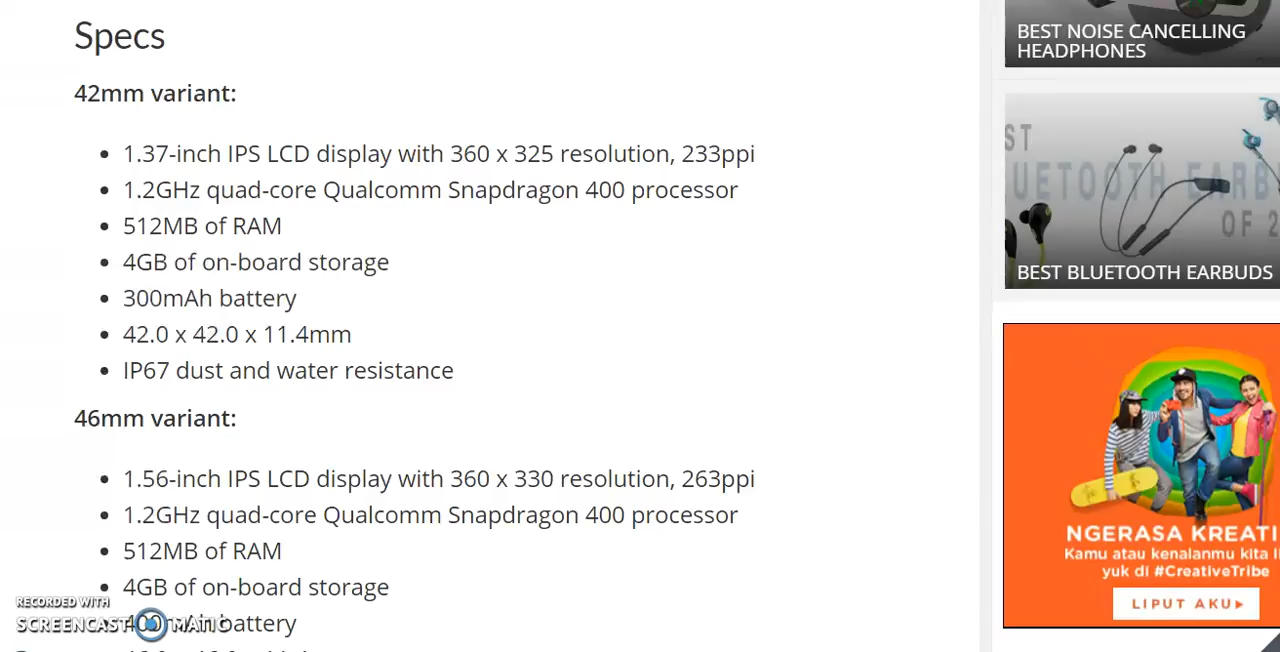 Specs
42mm variant:
1.37-inch IPS LCD display with 360 x 325 resolution, 233ppi
1.2GHz quad-core Qualcomm Snapdragon 400 processor
512MB of RAM
4GB of on-board storage
300mAh battery
42.0 x 42.0 x 11.4mm
IP67 dust and water resistance
46mm variant:
1.56-inch IPS LCD display with 360 x 330 resolution, 263ppi
1.2GHz quad-core Qualcomm Snapdragon 400 processor
512MB of RAM
4GB of on-board storage
400mAh battery
RECORDED WITH
SCREENCAST MATIC
BEST NOISE CANCELLING
HEADPHONES
BEST BLUETOOTH EARBUDS
NGERASA KREATI
Kamu atau kenalanmu kita
yuk di #CreativeTribe
LIPUT AKU